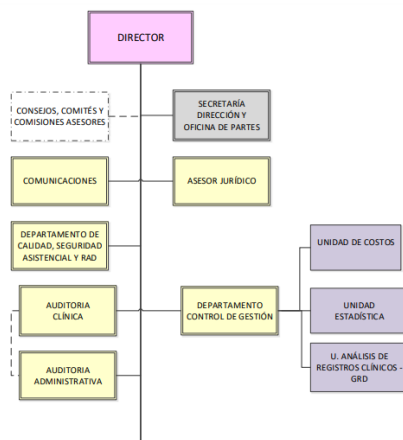 DIRECTOR
CONSEJOS, COMITÉS Y
COMISIONES ASESORES
SECRETARÍA
DIRECCIÓN Y
OFICINA DE PARTES
COMUNICACIONES
ASESOR JURÍDICO
DEPARTAMENTO DE
CALIDAD, SEGURIDAD
ASISTENCIAL Y RAD
UNIDAD DE COSTOS
AUDITORIA
CLÍNICA
DEPARTAMENTO
CONTROL DE GESTIÓN
UNIDAD
ESTADÍSTICA
AUDITORIA
ADMINISTRATIVA
U. ANÁLISIS DE
REGISTROS CLÍNICOS -
GRD